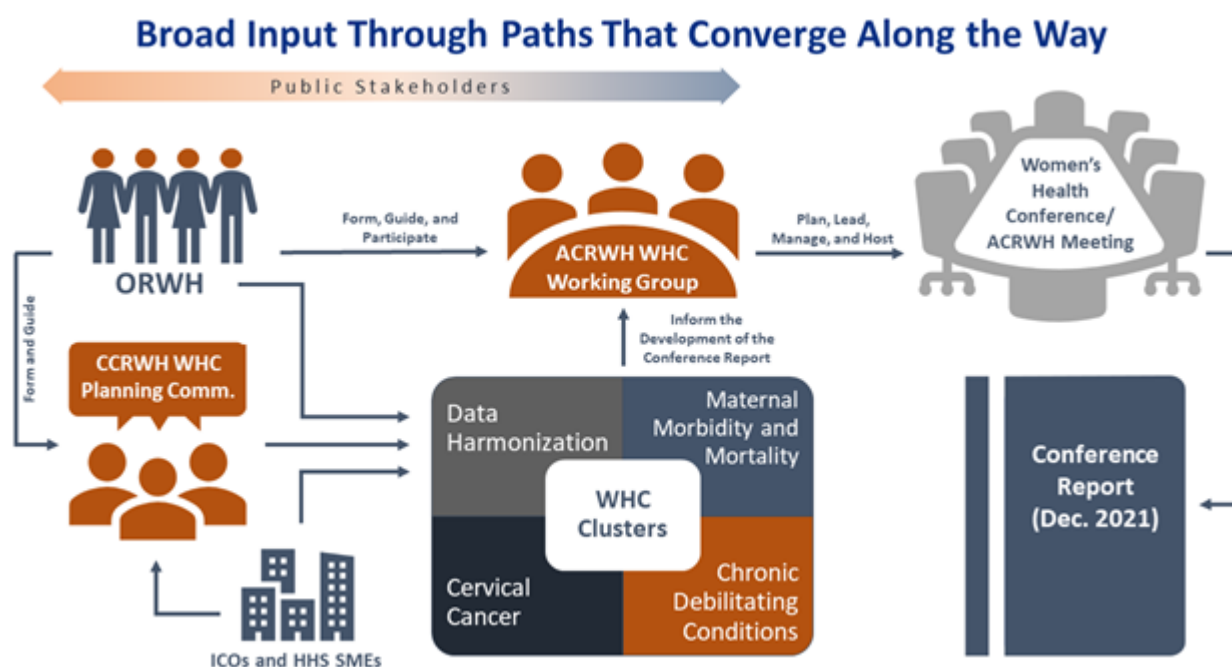 Broad Input Through Paths That Converge Along the Way
Public Stakeholders
ORWH
Form, Guide, and
Participate
ACRWH WHC
Working Group
Plan, Lead,
Manage, and Host
Women's
Health
Conference/
ACRWH Meeting
Form and Guide
CCRWH WHC
Planning Comm.
Inform the
Development of the
Conference Report
Data
Harmonization
Maternal
Morbidity and
Mortality
WHC
Clusters
Cervical
Cancer
Chronic
Debilitating
Conditions
ICOs and HHS SMEs
Conference
Report
(Dec. 2021)